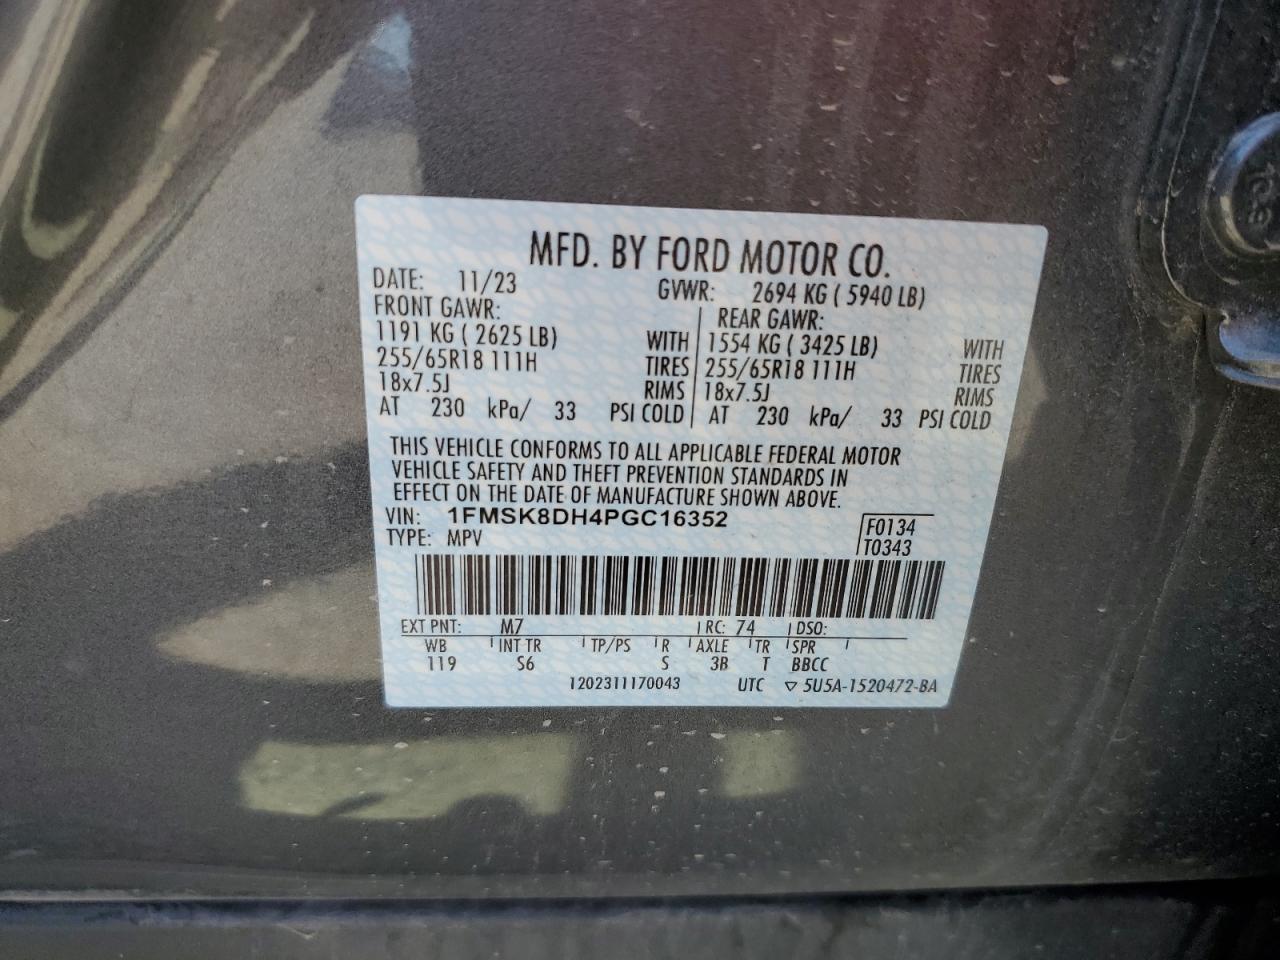 MFD. BY FORD MOTOR CO.
DATE: 11/23 GVWR: 2694 KG ( 5940 LB)
FRONT GAWR: REAR GAWR:
1191 KG ( 2625 LB) WITH 1554 KG ( 3425 LB) WITH
255/65R18 111H TIRES 255/65R18 111H TIRES
18x7.5J RIMS 18x7.5J RIMS
AT 230 kPa/ 33 PSI COLD AT 230 kPa/ 33 PSI COLD
THIS VEHICLE CONFORMS TO ALL APPLICABLE FEDERAL MOTOR
VEHICLE SAFETY AND THEFT PREVENTION STANDARDS IN
EFFECT ON THE DATE OF MANUFACTURE SHOWN ABOVE.
VIN: 1FMSK8DH4PGC16352 F0134
TYPE: MPV T0343
EXT PNT: M7 RC: 74 DSO:
WB INT TR TP/PS R AXLE TR SPR
119 S6 S 3B T BBCC
1202311170043 UTC ▽ 5U5A-1520472-BA